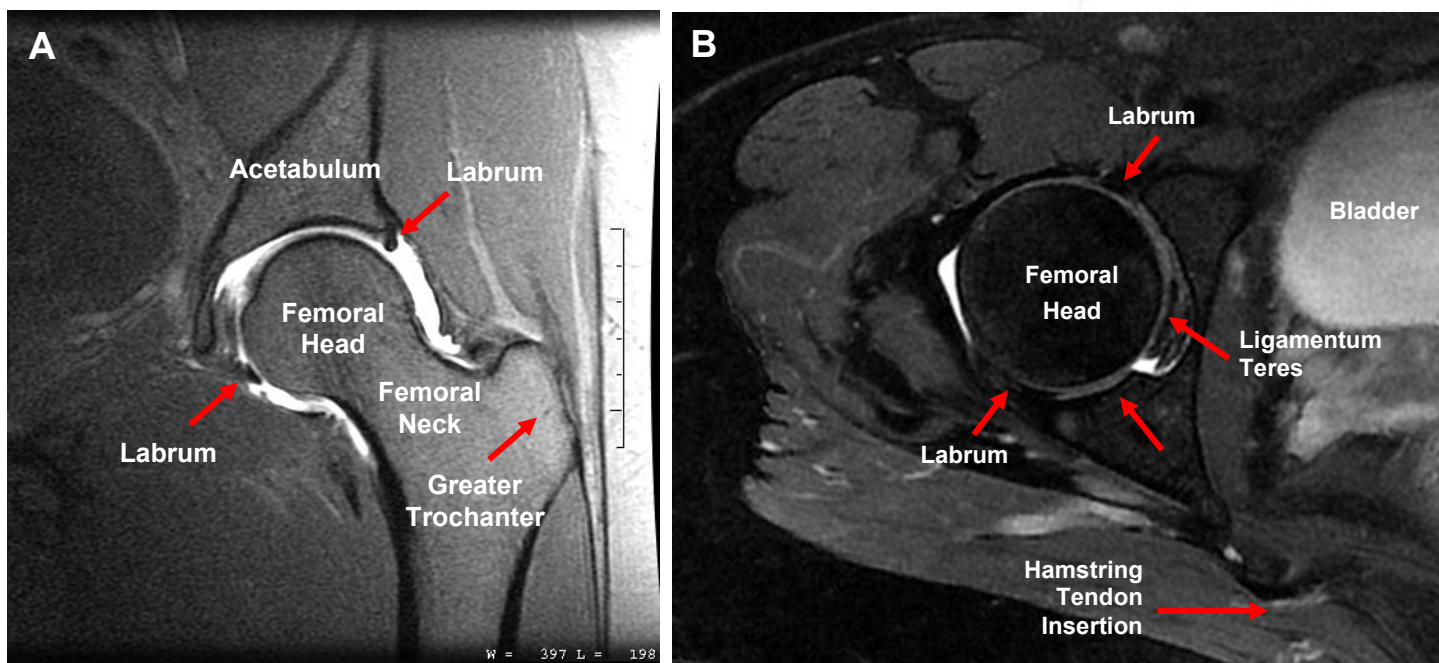 A
Acetabulum
Labrum
Femoral
Head
Femoral
Neck
Labrum
Greater
Trochanter
W = 397 L = 198
B
Labrum
Bladder
Femoral
Head
Ligamentum
Teres
Labrum
Hamstring
Tendon
Insertion